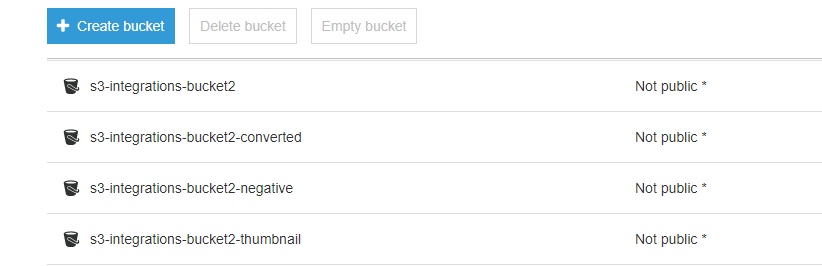 + Create bucket Delete bucket Empty bucket
s3-integrations-bucket2 Not public *
s3-integrations-bucket2-converted Not public *
s3-integrations-bucket2-negative Not public *
s3-integrations-bucket2-thumbnail Not public *